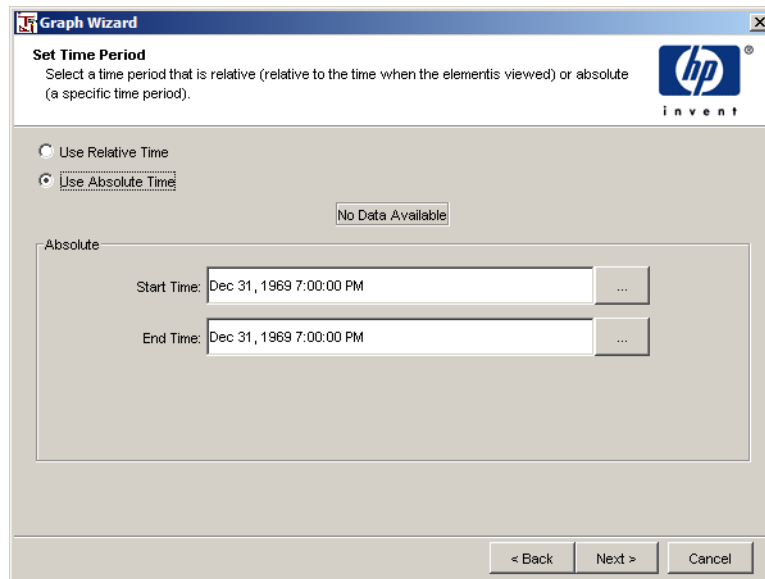 Graph Wizard
Set Time Period
Select a time period that is relative (relative to the time when the elementis viewed) or absolute
(a specific time period).
hp
®
invent
Use Relative Time
Use Absolute Time
No Data Available
Absolute
Start Time: Dec 31, 1969 7:00:00 PM ...
End Time: Dec 31, 1969 7:00:00 PM ...
< Back Next > Cancel